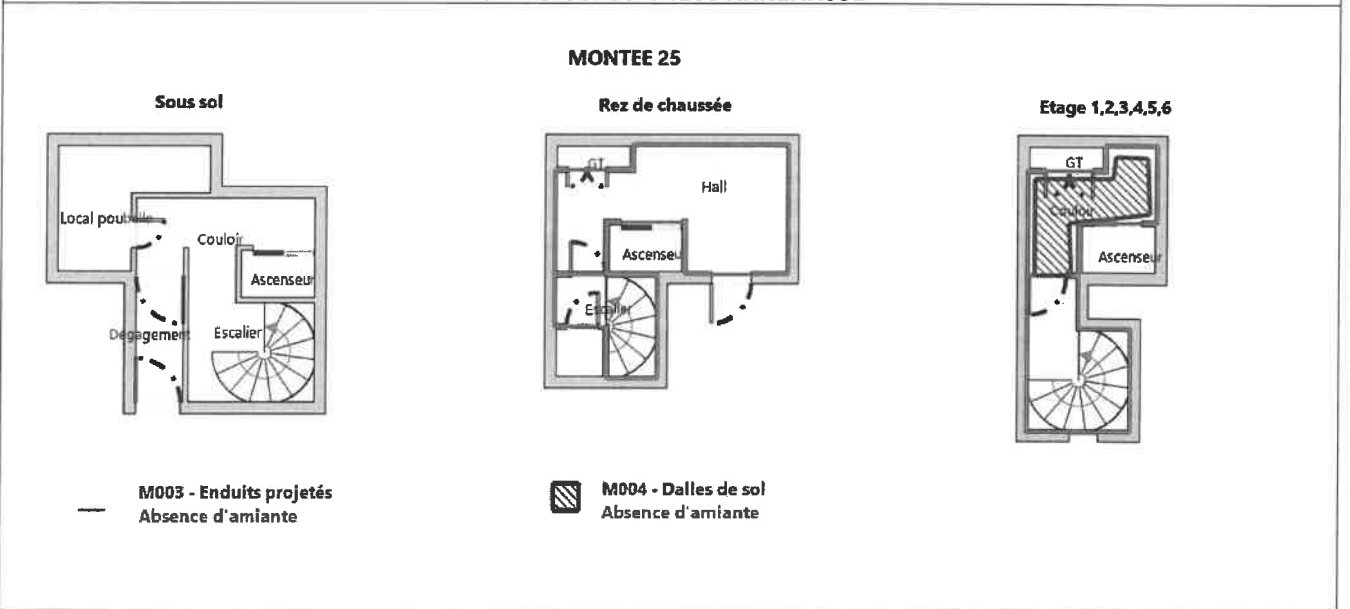 MONTEE 25
Sous sol
Rez de chaussée
Etage 1,2,3,4,5,6
GT
GT
Hall
Local poubelle
Couloir
Couloir
Ascenseur
Ascenseu
Ascenseur
Dégagement
Escalier
Escalier
M003 - Enduits projetés
Absence d'amiante
M004 - Dalles de sol
Absence d'amiante